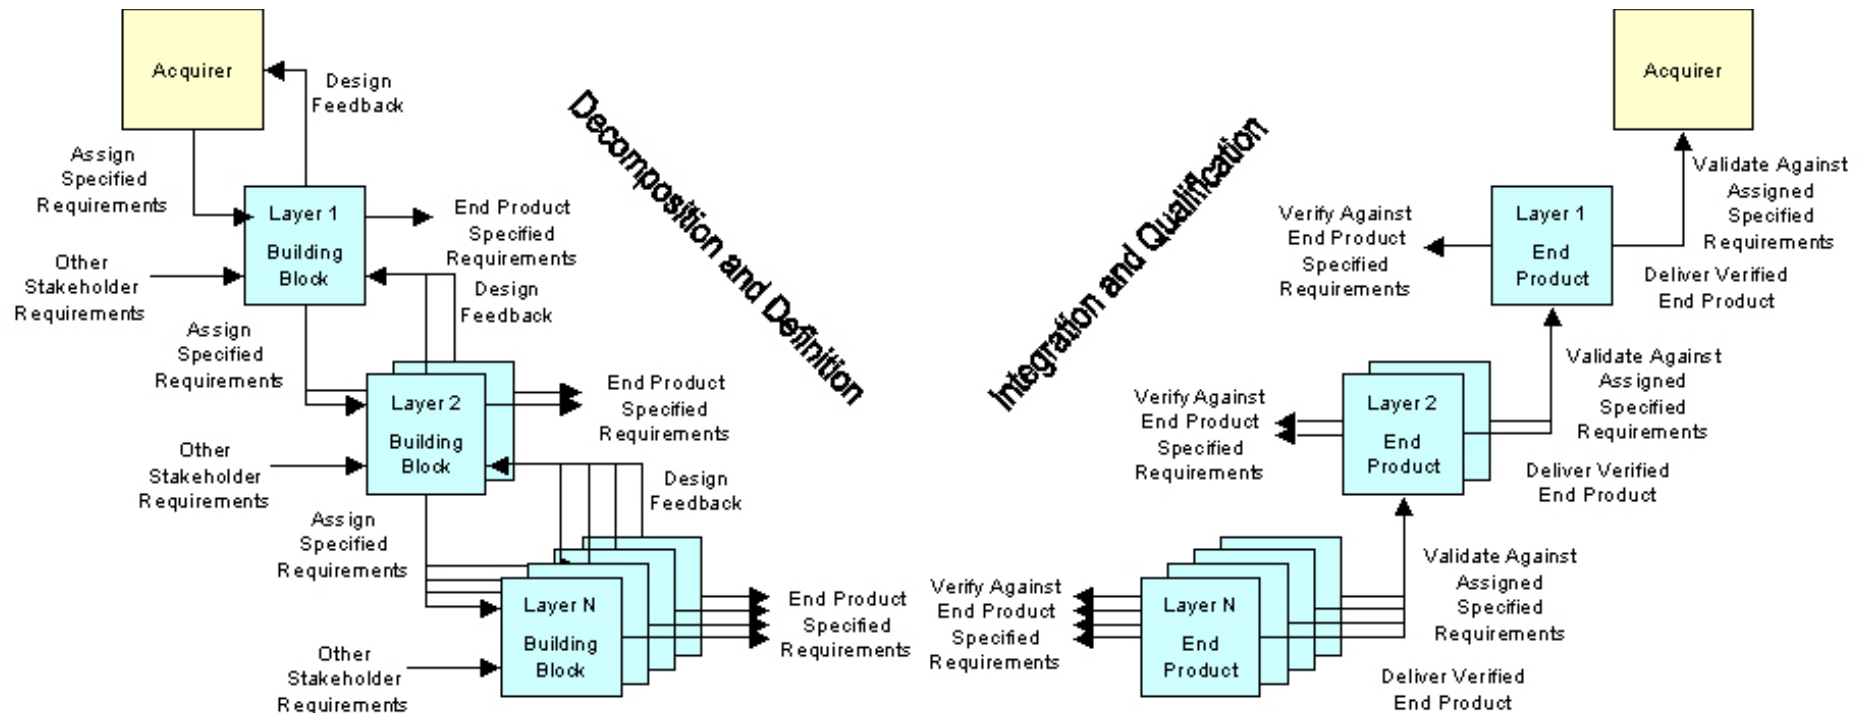 Acquirer
Design
Feedback
Assign
Specified
Requirements
Layer 1
Building
Block
End Product
Specified
Requirements
Other
Stakeholder
Requirements
Design
Feedback
Assign
Specified
Requirements
Layer 2
Building
Block
End Product
Specified
Requirements
Other
Stakeholder
Requirements
Design
Feedback
Assign
Specified
Requirements
Layer N
Building
Block
End Product
Specified
Requirements
Other
Stakeholder
Requirements
Decomposition and Definition
Integration and Qualification
Acquirer
Validate Against
Assigned
Specified
Requirements
Layer 1
End
Product
Verify Against
End Product
Specified
Requirements
Deliver Verified
End Product
Validate Against
Assigned
Specified
Requirements
Layer 2
End
Product
Verify Against
End Product
Specified
Requirements
Deliver Verified
End Product
Validate Against
Assigned
Specified
Requirements
Layer N
End
Product
Verify Against
End Product
Specified
Requirements
Deliver Verified
End Product